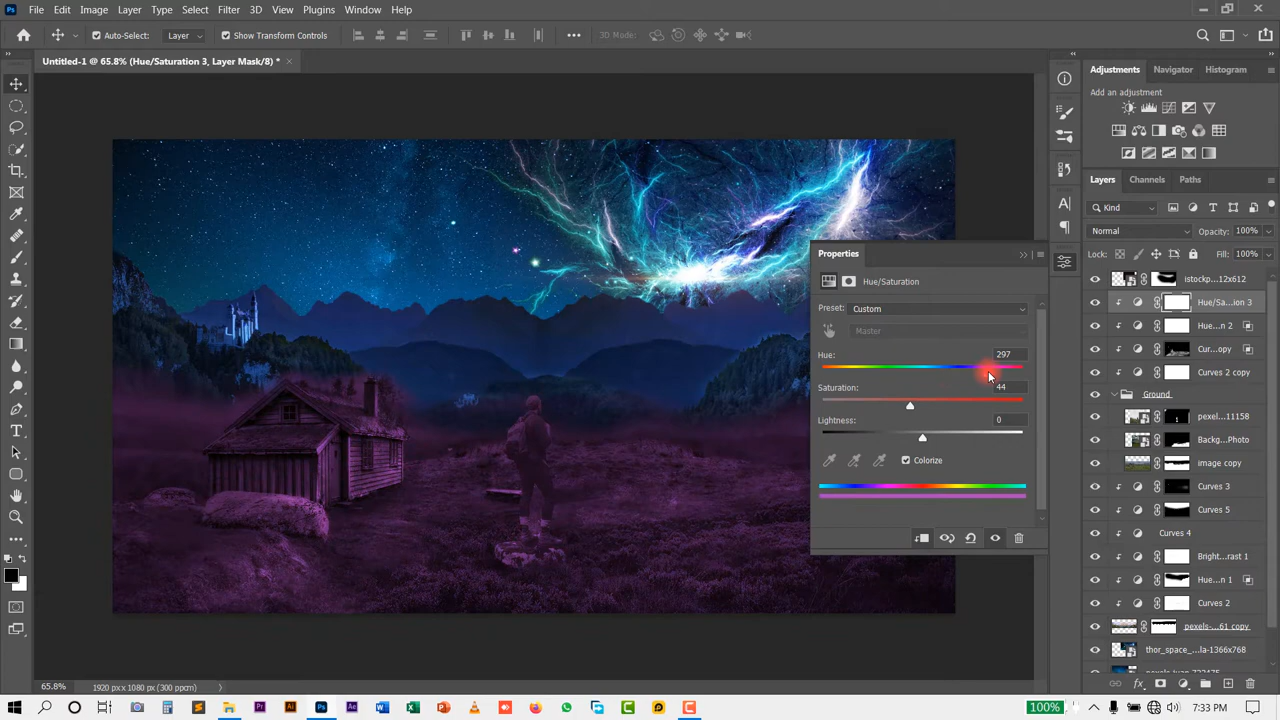 Ps File Edit Image Layer Type Select Filter 3D View Plugins Window Help
Auto-Select: Layer Show Transform Controls 3D Mode:
Untitled-1 @ 65.8% (Hue/Saturation 3, Layer Mask/8) *
Adjustments Navigator Histogram
Add an adjustment
Layers Channels Paths
Kind
Normal Opacity: 100%
Lock: Fill: 100%
istockp...12x612
Hue/Sa...ion 3
Hue...n 2
Cur...opy
Curves 2 copy
Ground
pexel...11158
Backg...Photo
image copy
Curves 3
Curves 5
Curves 4
Bright...rast 1
Hue...n 1
Curves 2
pexels-...61 copy
thor_space_...la-1366x768
Properties
Hue/Saturation
Preset: Custom
Master
Hue: 297
Saturation: 44
Lightness: 0
Colorize
65.8% 1920 px x 1080 px (300 ppcm)
100% 7:33 PM